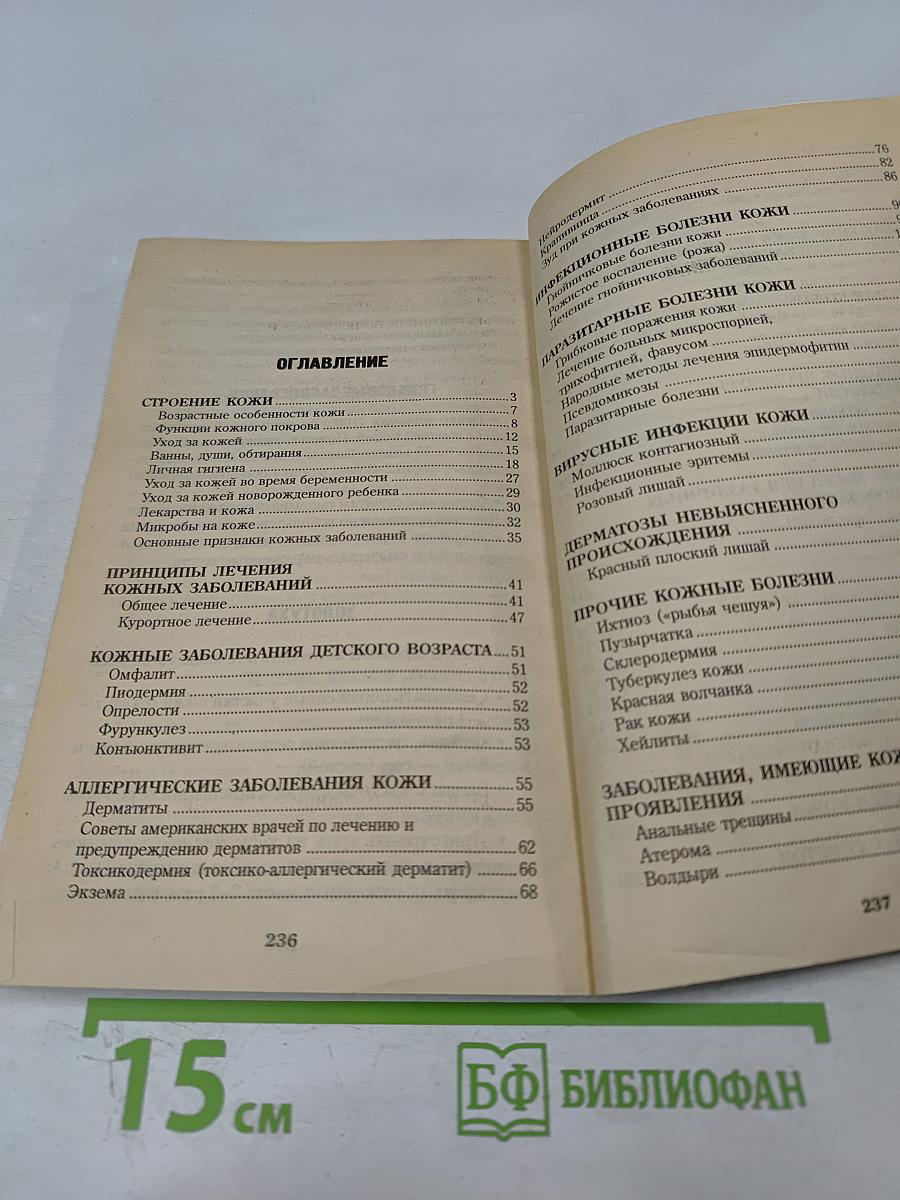 ОГЛАВЛЕНИЕ
СТРОЕНИЕ КОЖИ 3
Возрастные особенности кожи 7
Функции кожного покрова 8
Уход за кожей 12
Ванны, души, обтирания 15
Личная гигиена 18
Уход за кожей во время беременности 27
Уход за кожей новорожденного ребенка 29
Лекарства и кожа 30
Микробы на коже 32
Основные признаки кожных заболеваний 35
ПРИНЦИПЫ ЛЕЧЕНИЯ
КОЖНЫХ ЗАБОЛЕВАНИЙ 41
Общее лечение 41
Курортное лечение 47
КОЖНЫЕ ЗАБОЛЕВАНИЯ ДЕТСКОГО ВОЗРАСТА 51
Омфалит 51
Пиодермия 52
Опрелости 52
Фурункулез 53
Конъюнктивит 53
АЛЛЕРГИЧЕСКИЕ ЗАБОЛЕВАНИЯ КОЖИ 55
Дерматиты 55
Советы американских врачей по лечению и
предупреждению дерматитов 62
Токсикодермия (токсико-аллергический дерматит) 66
Экзема 68
236
Нейродермит 76
Крапивница 82
Зуд при кожных заболеваниях 86
ИНФЕКЦИОННЫЕ БОЛЕЗНИ КОЖИ
Гнойничковые болезни кожи
Рожистое воспаление (рожа)
Лечение гнойничковых заболеваний
ПАРАЗИТАРНЫЕ БОЛЕЗНИ КОЖИ
Грибковые поражения кожи
Лечение больных микроспорией,
трихофитией, фавусом
Народные методы лечения эпидермофитии
Псевдомикозы
Паразитарные болезни
ВИРУСНЫЕ ИНФЕКЦИИ КОЖИ
Моллюск контагиозный
Инфекционные эритемы
Розовый лишай
ДЕРМАТОЗЫ НЕВЫЯСНЕННОГО
ПРОИСХОЖДЕНИЯ
Красный плоский лишай
ПРОЧИЕ КОЖНЫЕ БОЛЕЗНИ
Ихтиоз («рыбья чешуя»)
Пузырчатка
Склеродермия
Туберкулез кожи
Красная волчанка
Рак кожи
Хейлиты
ЗАБОЛЕВАНИЯ, ИМЕЮЩИЕ КОЖ
ПРОЯВЛЕНИЯ
Анальные трещины
Атерома
Волдыри
237
15 см
БФ БИБЛИОФАН